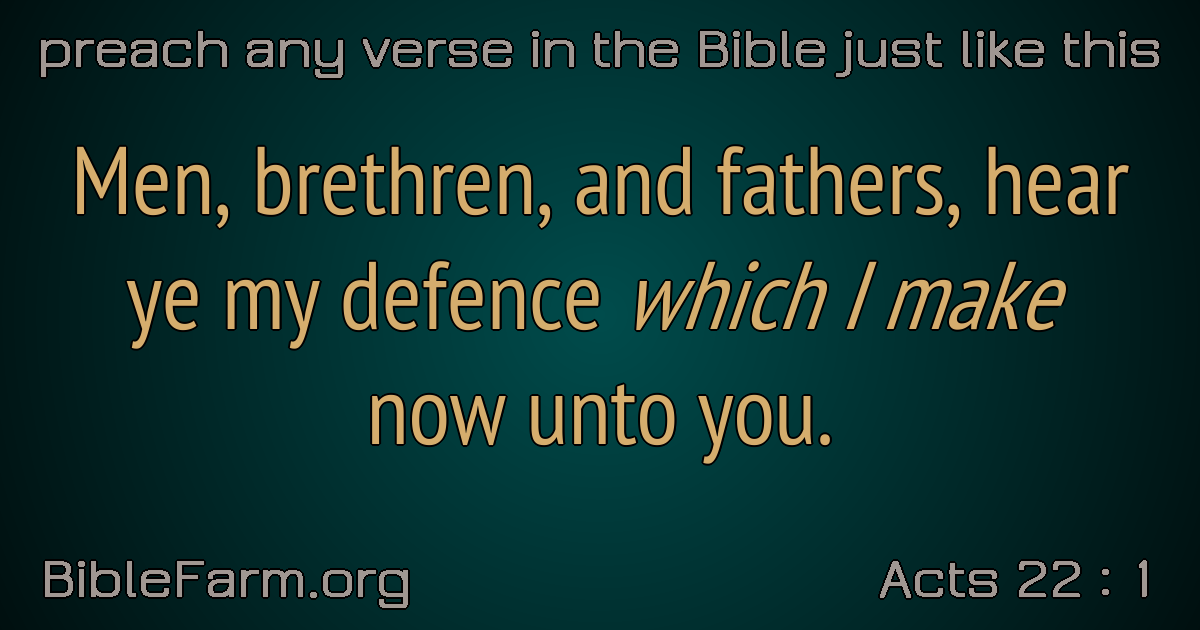 preach any verse in the Bible just like this
Men, brethren, and fathers, hear
ye my defence which I make
now unto you.
BibleFarm.org
Acts 22 : 1